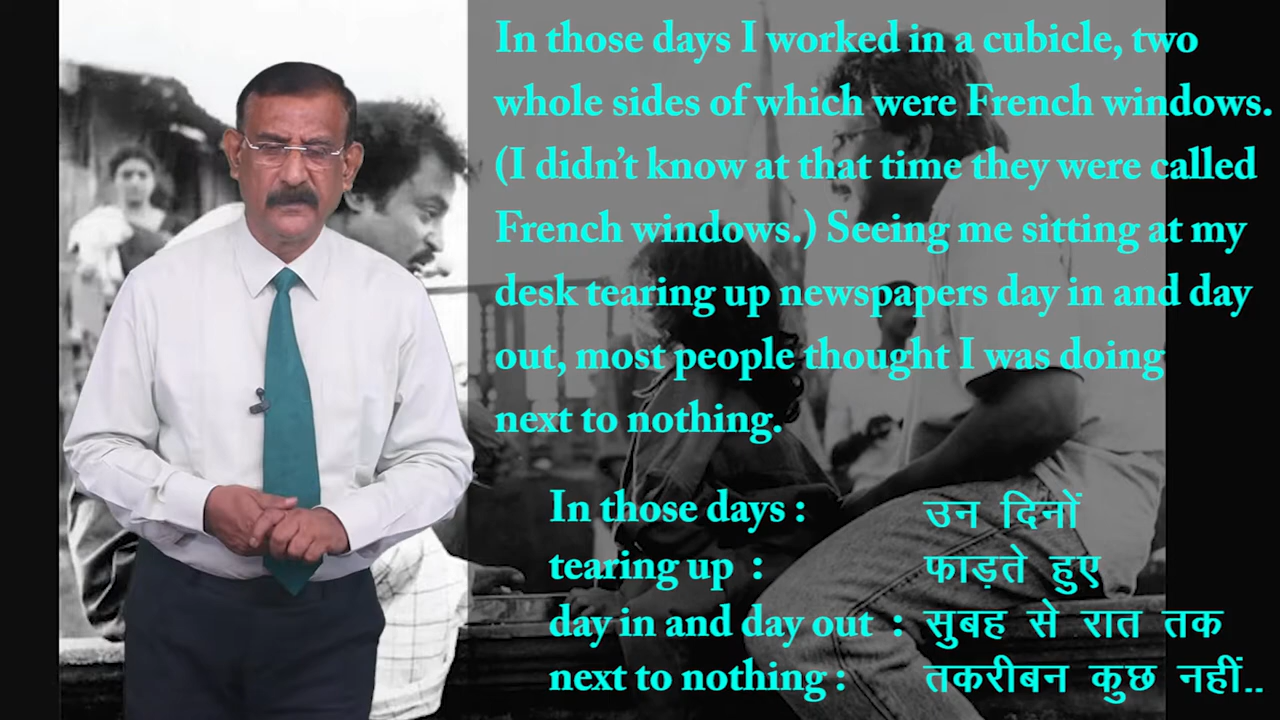 In those days I worked in a cubicle, two
whole sides of which were French windows.
(I didn’t know at that time they were called
French windows.) Seeing me sitting at my
desk tearing up newspapers day in and day
out, most people thought I was doing
next to nothing.
In those days : उन दिनों
tearing up : फाड़ते हुए
day in and day out : सुबह से रात तक
next to nothing : तकरीबन कुछ नहीं..